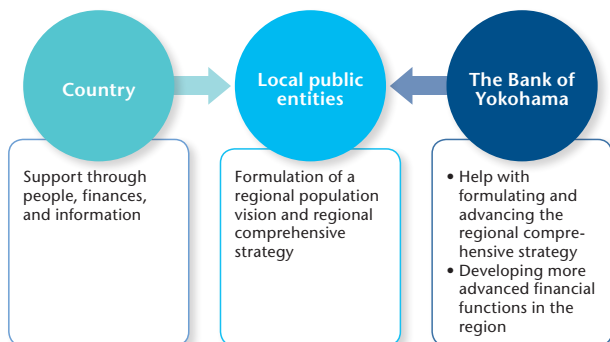 Country
Local public
entities
The Bank of
Yokohama
Support through
people, finances,
and information
Formulation of a
regional population
vision and regional
comprehensive
strategy
• Help with
formulating and
advancing the
regional compre-
hensive strategy
• Developing more
advanced financial
functions in the
region